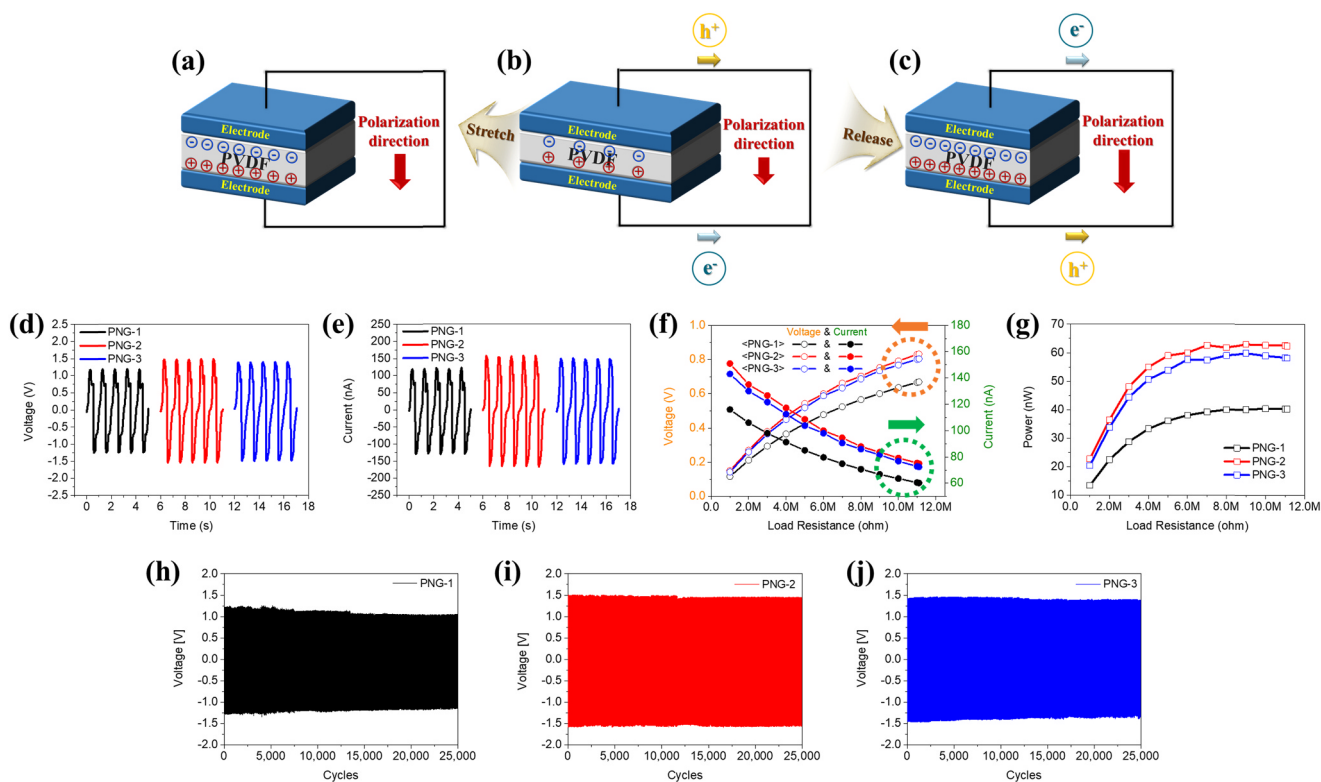 h+
e-
(a)
(b)
(c)
Electrode
PVDF
Electrode
Polarization
direction
Stretch
Electrode
PVDF
Electrode
Polarization
direction
Release
Electrode
PVDF
Electrode
Polarization
direction
e-
h+
(d)
2.5
2.0
1.5
1.0
0.5
0.0
-0.5
-1.0
-1.5
-2.0
-2.5
Voltage (V)
PNG-1
PNG-2
PNG-3
0 2 4 6 8 10 12 14 16 18
Time (s)
(e)
250
200
150
100
50
0
-50
-100
-150
-200
-250
Current (nA)
PNG-1
PNG-2
PNG-3
0 2 4 6 8 10 12 14 16 18
Time (s)
(f)
1.0
0.8
0.6
0.4
0.2
0.0
Voltage (V)
Voltage & Current
<PNG-1> &
<PNG-2> &
<PNG-3> &
180
160
140
120
100
80
60
Current (nA)
0.0 2.0M 4.0M 6.0M 8.0M 10.0M 12.0M
Load Resistance (ohm)
(g)
70
60
50
40
30
20
10
Power (nW)
PNG-1
PNG-2
PNG-3
2.0M 4.0M 6.0M 8.0M 10.0M 12.0M
Load Resistance (ohm)
(h)
2.0
1.5
1.0
0.5
0.0
-0.5
-1.0
-1.5
-2.0
Voltage [V]
PNG-1
0 5,000 10,000 15,000 20,000 25,000
Cycles
(i)
2.0
1.5
1.0
0.5
0.0
-0.5
-1.0
-1.5
-2.0
Voltage [V]
PNG-2
0 5,000 10,000 15,000 20,000 25,000
Cycles
(j)
2.0
1.5
1.0
0.5
0.0
-0.5
-1.0
-1.5
-2.0
Voltage [V]
PNG-3
0 5,000 10,000 15,000 20,000 25,000
Cycles